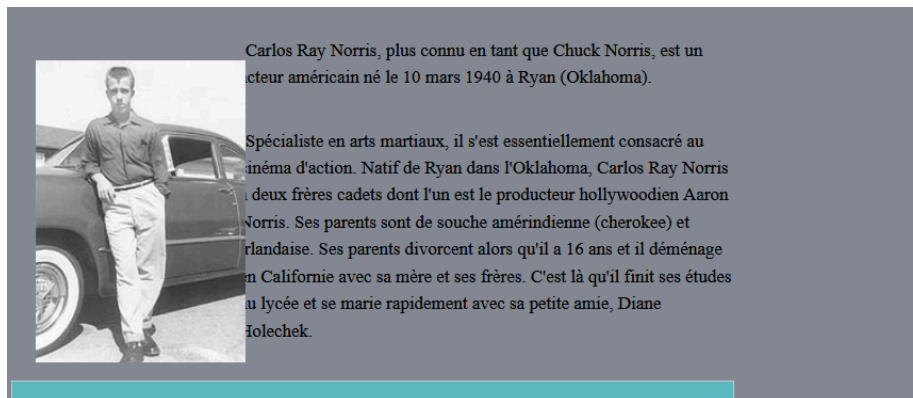 Carlos Ray Norris, plus connu en tant que Chuck Norris, est un
cteur américain né le 10 mars 1940 à Ryan (Oklahoma).
Spécialiste en arts martiaux, il s'est essentiellement consacré au
inéma d'action. Natif de Ryan dans l'Oklahoma, Carlos Ray Norris
deux frères cadets dont l'un est le producteur hollywoodien Aaron
Norris. Ses parents sont de souche amérindienne (cherokee) et
rlandaise. Ses parents divorcent alors qu'il a 16 ans et il déménage
en Californie avec sa mère et ses frères. C'est là qu'il finit ses études
u lycée et se marie rapidement avec sa petite amie, Diane
Holechek.